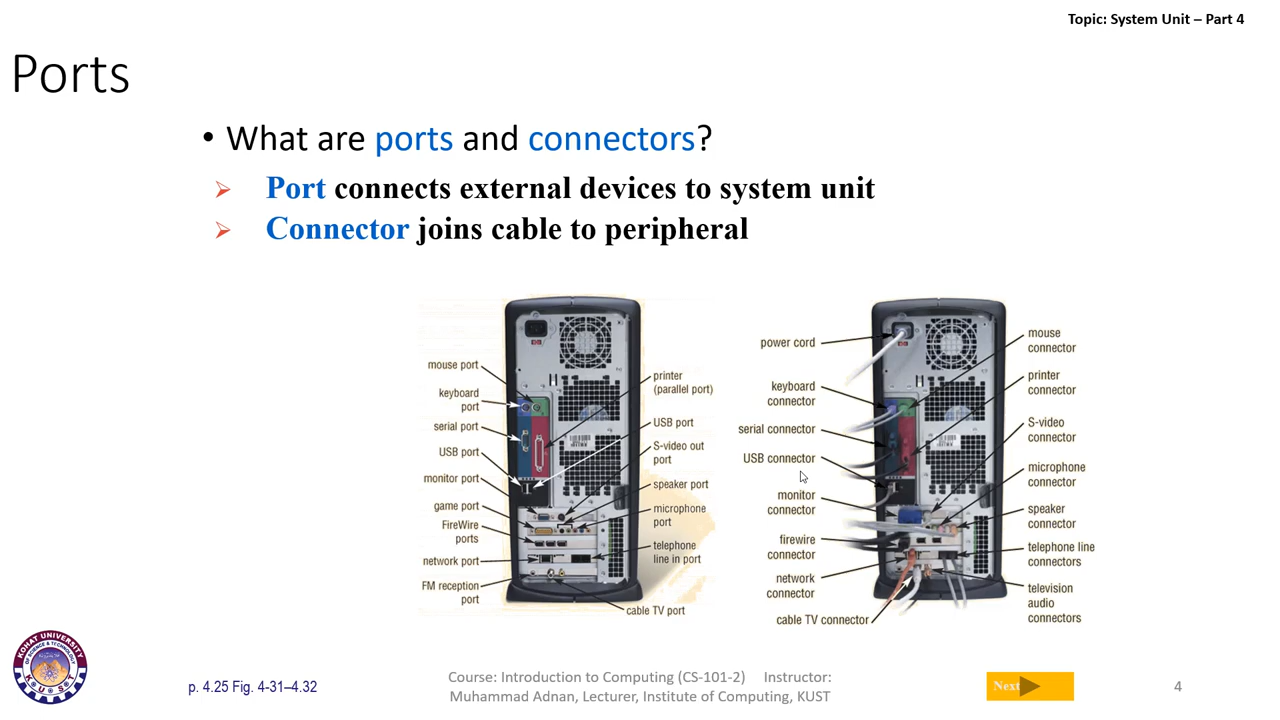 Topic: System Unit – Part 4
Ports
• What are ports and connectors?
Port connects external devices to system unit
Connector joins cable to peripheral
mouse port
keyboard
port
serial port
USB port
monitor port
game port
FireWire
ports
network port
FM reception
port
printer
(parallel port)
USB port
S-video out
port
speaker port
microphone
port
telephone
line in port
cable TV port
power cord
keyboard
connector
serial connector
USB connector
monitor
connector
firewire
connector
network
connector
cable TV connector
mouse
connector
printer
connector
S-video
connector
microphone
connector
speaker
connector
telephone line
connectors
television
audio
connectors
KOHAT UNIVERSITY
OF SCIENCE & TECHNOLOGY
K U S T
p. 4.25 Fig. 4-31–4.32
Course: Introduction to Computing (CS-101-2) Instructor:
Muhammad Adnan, Lecturer, Institute of Computing, KUST
Next
4